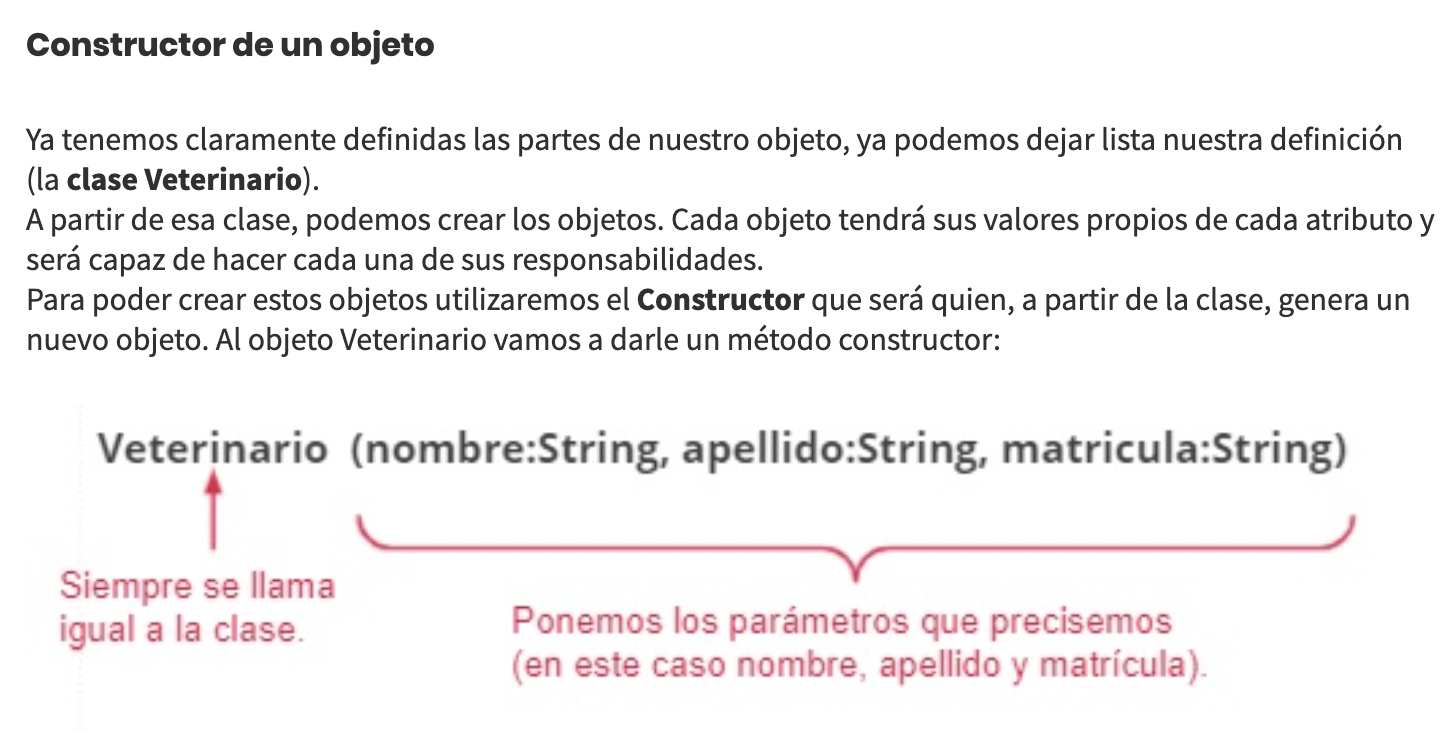 Constructor de un objeto
Ya tenemos claramente definidas las partes de nuestro objeto, ya podemos dejar lista nuestra definición
(la clase Veterinario).
A partir de esa clase, podemos crear los objetos. Cada objeto tendrá sus valores propios de cada atributo y
será capaz de hacer cada una de sus responsabilidades.
Para poder crear estos objetos utilizaremos el Constructor que será quien, a partir de la clase, genera un
nuevo objeto. Al objeto Veterinario vamos a darle un método constructor:
Veterinario (nombre:String, apellido:String, matricula:String)
Siempre se llama
igual a la clase.
Ponemos los parámetros que precisemos
(en este caso nombre, apellido y matrícula).